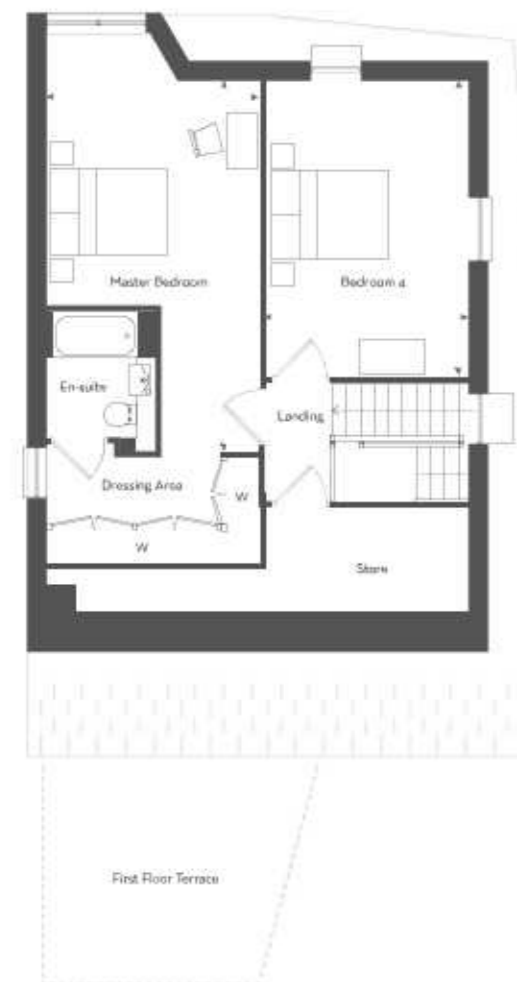 Master Bedroom
Bedroom 4
En-suite
Landing
Dressing Area
W
W
Store
First Floor Terrace